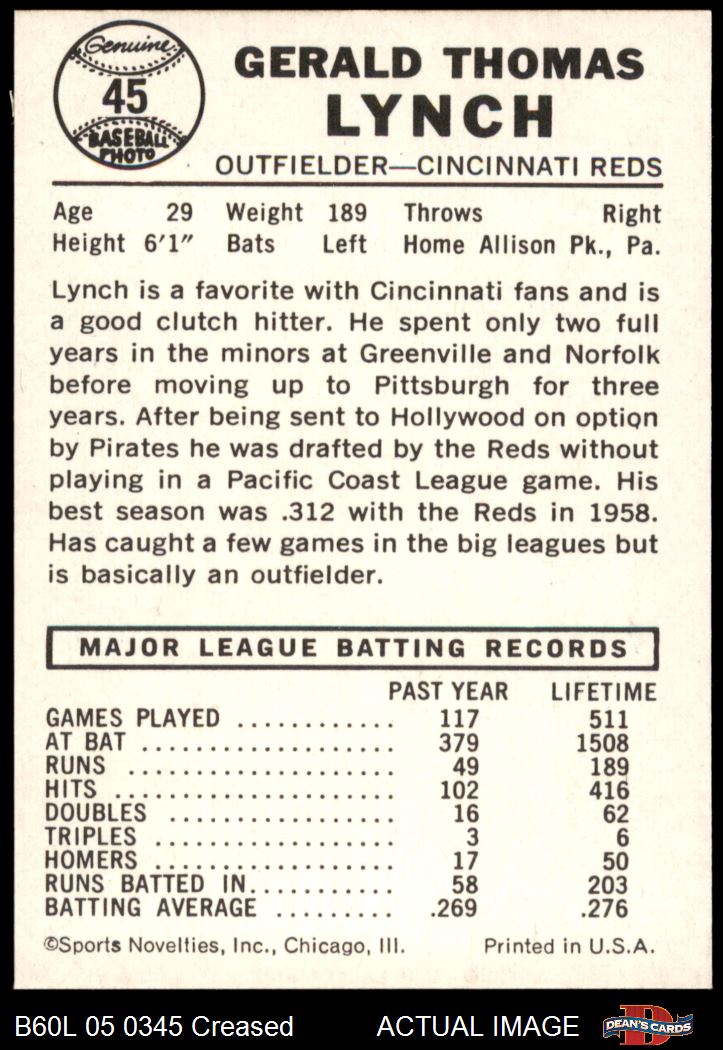 Genuine
45
BASEBALL
PHOTO
GERALD THOMAS
LYNCH
OUTFIELDER—CINCINNATI REDS
Age 29 Weight 189 Throws Right
Height 6'1" Bats Left Home Allison Pk., Pa.
Lynch is a favorite with Cincinnati fans and is
a good clutch hitter. He spent only two full
years in the minors at Greenville and Norfolk
before moving up to Pittsburgh for three
years. After being sent to Hollywood on option
by Pirates he was drafted by the Reds without
playing in a Pacific Coast League game. His
best season was .312 with the Reds in 1958.
Has caught a few games in the big leagues but
is basically an outfielder.
MAJOR LEAGUE BATTING RECORDS
PAST YEAR LIFETIME
GAMES PLAYED ............ 117 511
AT BAT ................... 379 1508
RUNS .................... 49 189
HITS ..................... 102 416
DOUBLES ................. 16 62
TRIPLES .................. 3 6
HOMERS .................. 17 50
RUNS BATTED IN........... 58 203
BATTING AVERAGE ......... .269 .276
©Sports Novelties, Inc., Chicago, Ill. Printed in U.S.A.
B60L 05 0345 Creased ACTUAL IMAGE
D
DEAN'S CARDS